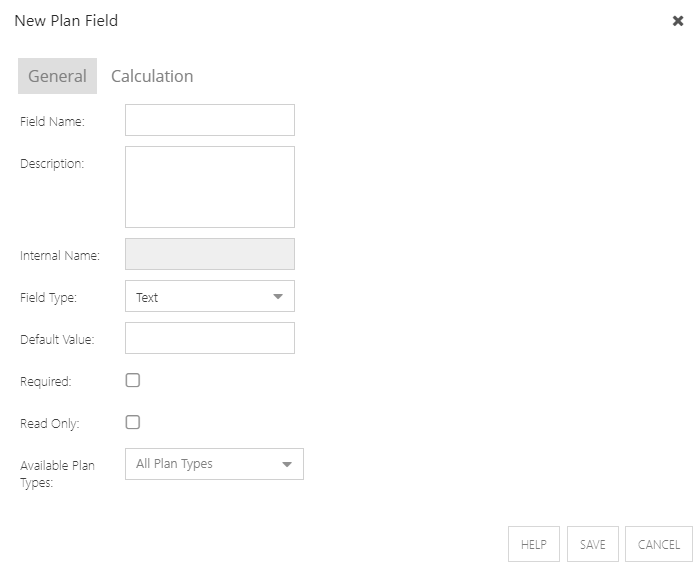 New Plan Field
General Calculation
Field Name:
Description:
Internal Name:
Field Type: Text
Default Value:
Required:
Read Only:
Available Plan All Plan Types
Types:
HELP SAVE CANCEL